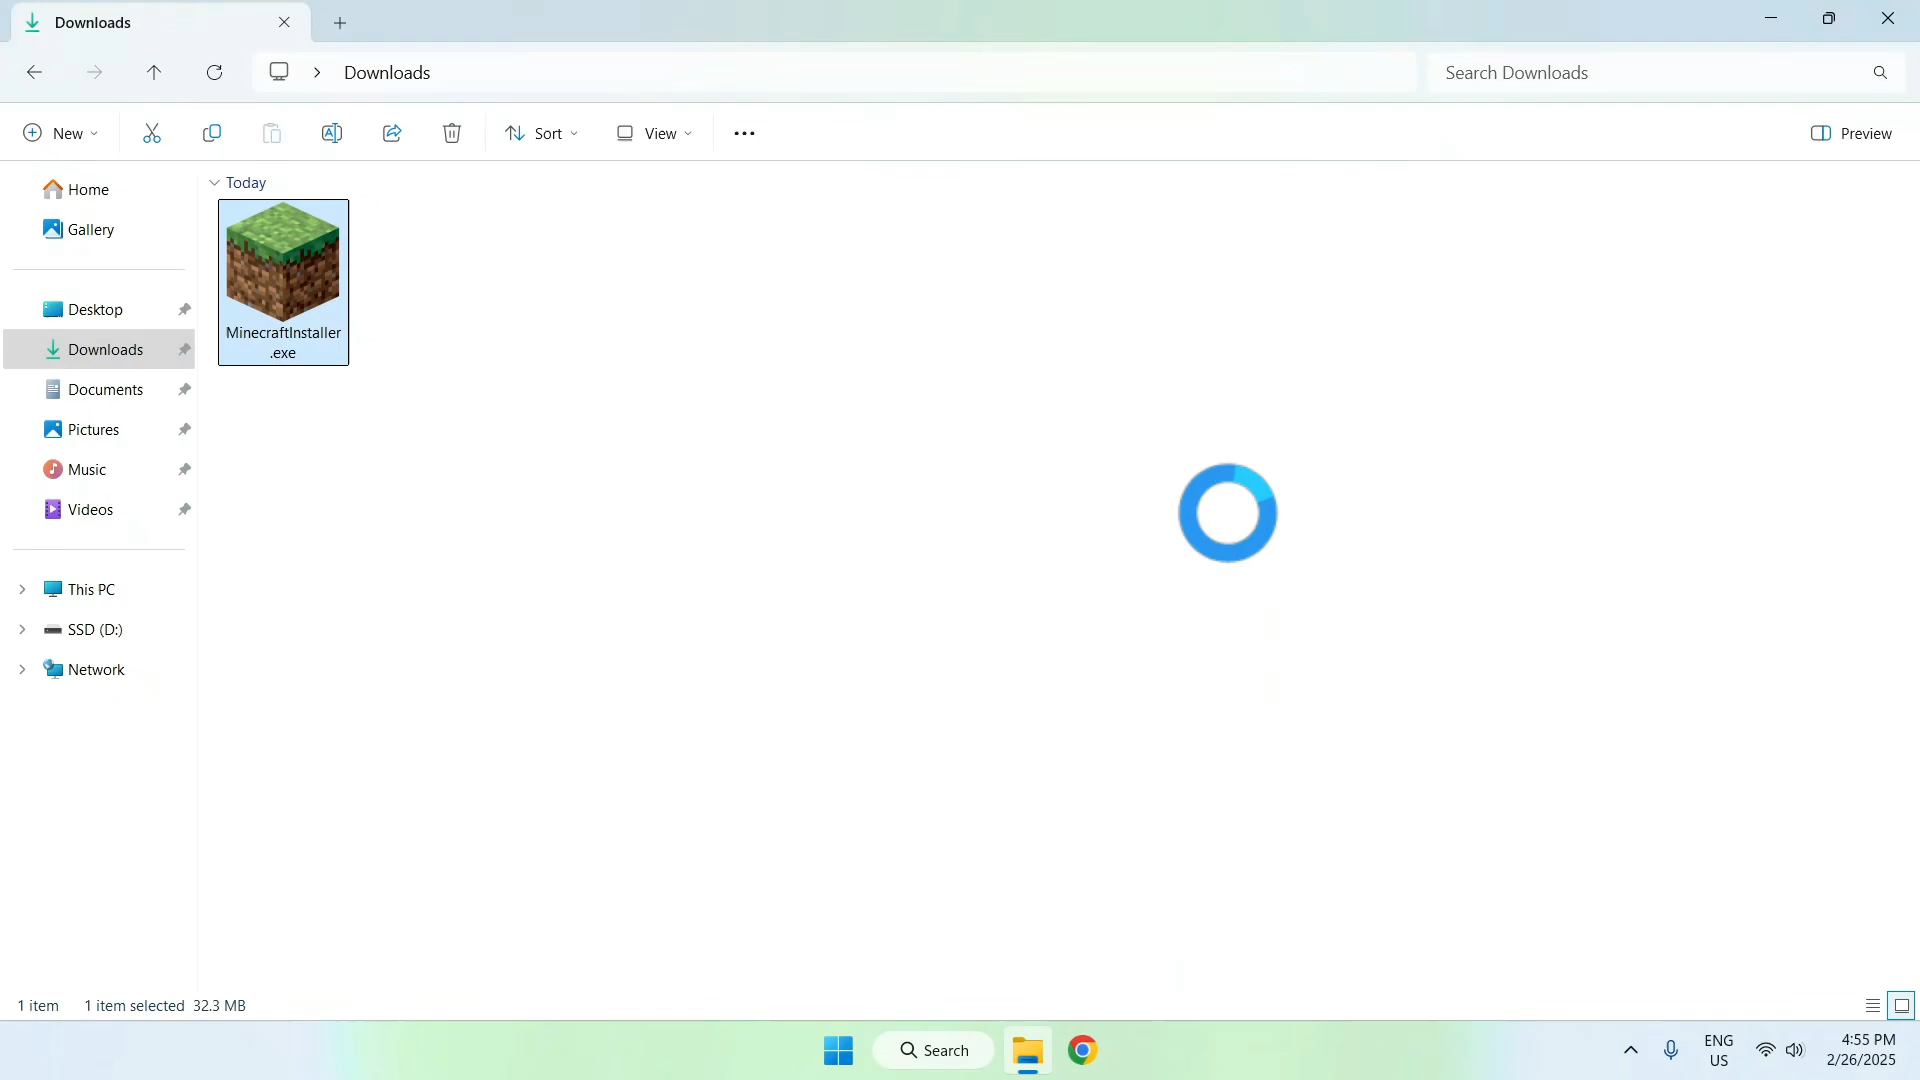 Downloads
Downloads
Search Downloads
New
Sort
View
Preview
Home
Gallery
Desktop
Downloads
Documents
Pictures
Music
Videos
This PC
SSD (D:)
Network
Today
MinecraftInstaller
.exe
1 item
1 item selected 32.3 MB
Search
ENG
US
4:55 PM
2/26/2025